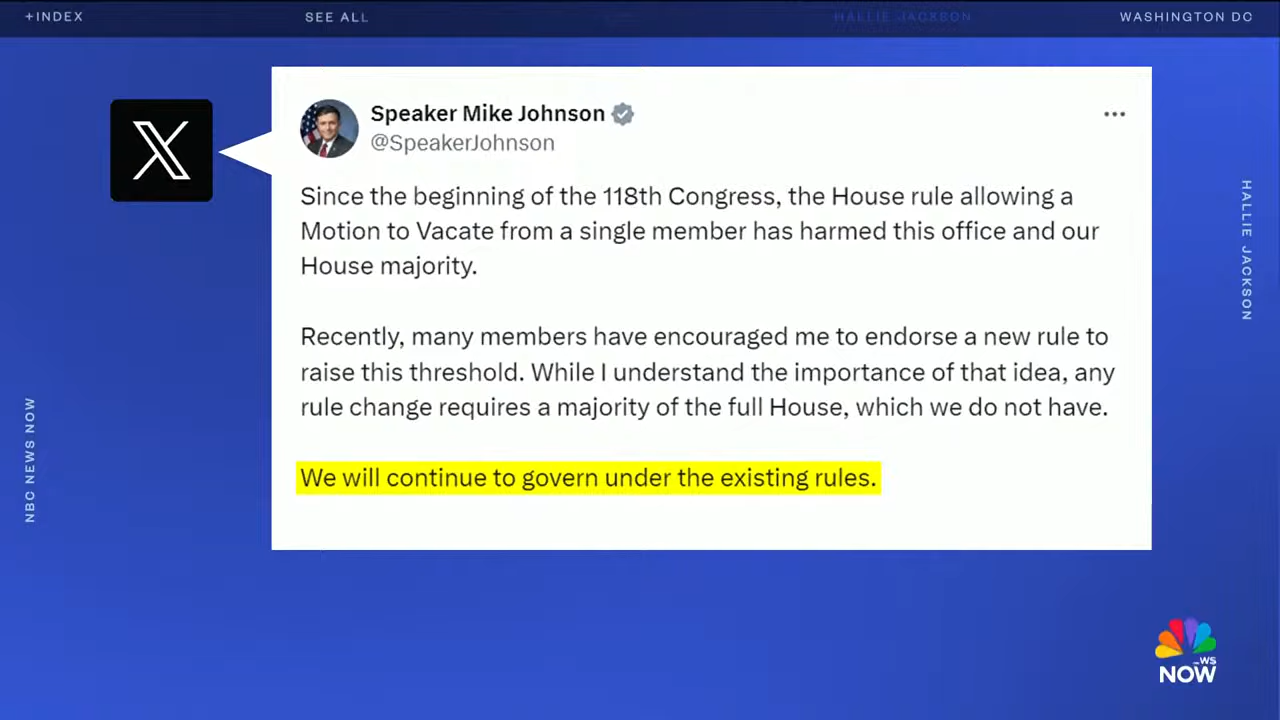 +INDEX
SEE ALL
HALLIE JACKSON
WASHINGTON DC
X
Speaker Mike Johnson
@SpeakerJohnson
Since the beginning of the 118th Congress, the House rule allowing a
Motion to Vacate from a single member has harmed this office and our
House majority.
Recently, many members have encouraged me to endorse a new rule to
raise this threshold. While I understand the importance of that idea, any
rule change requires a majority of the full House, which we do not have.
We will continue to govern under the existing rules.
HALLIE JACKSON
NBC NEWS NOW
WS
NOW